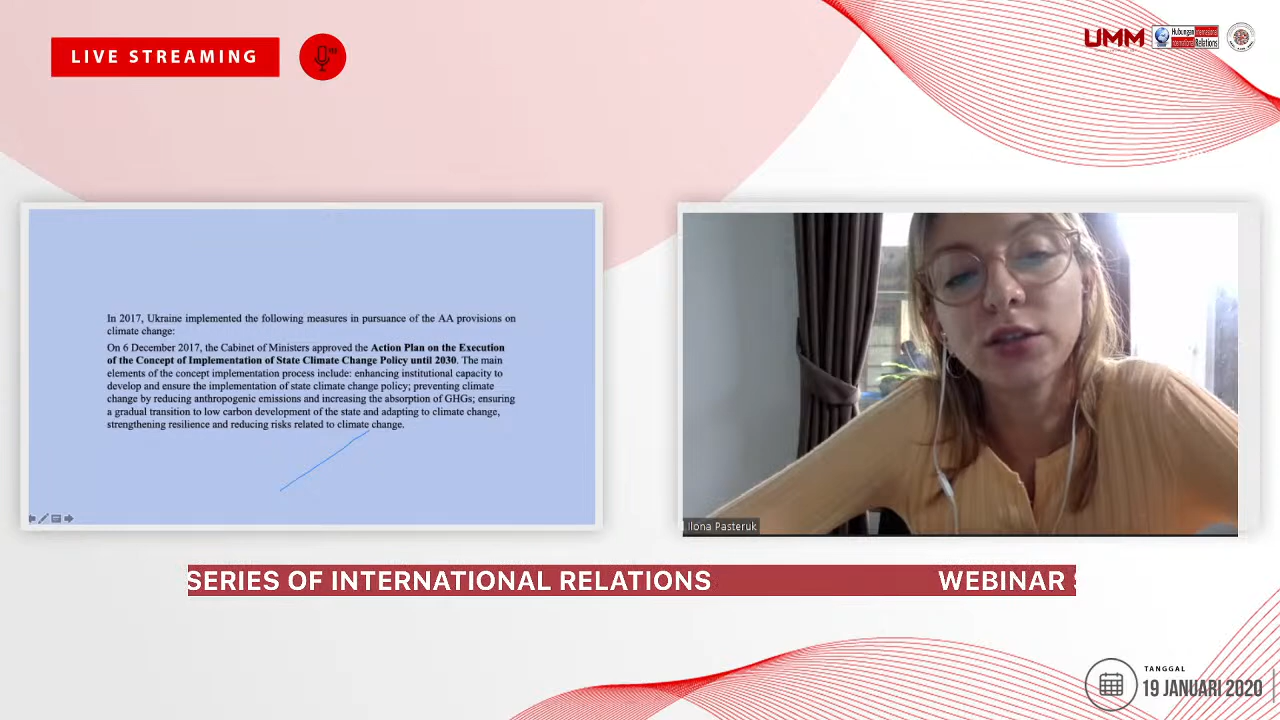 LIVE STREAMING
UMM
Hubungan Internasional
International Relations
In 2017, Ukraine implemented the following measures in pursuance of the AA provisions on
climate change:
On 6 December 2017, the Cabinet of Ministers approved the Action Plan on the Execution
of the Concept of Implementation of State Climate Change Policy until 2030. The main
elements of the concept implementation process include: enhancing institutional capacity to
develop and ensure the implementation of state climate change policy; preventing climate
change by reducing anthropogenic emissions and increasing the absorption of GHGs; ensuring
a gradual transition to low carbon development of the state and adapting to climate change,
strengthening resilience and reducing risks related to climate change.
Ilona Pasteruk
SERIES OF INTERNATIONAL RELATIONS WEBINAR
TANGGAL
19 JANUARI 2020